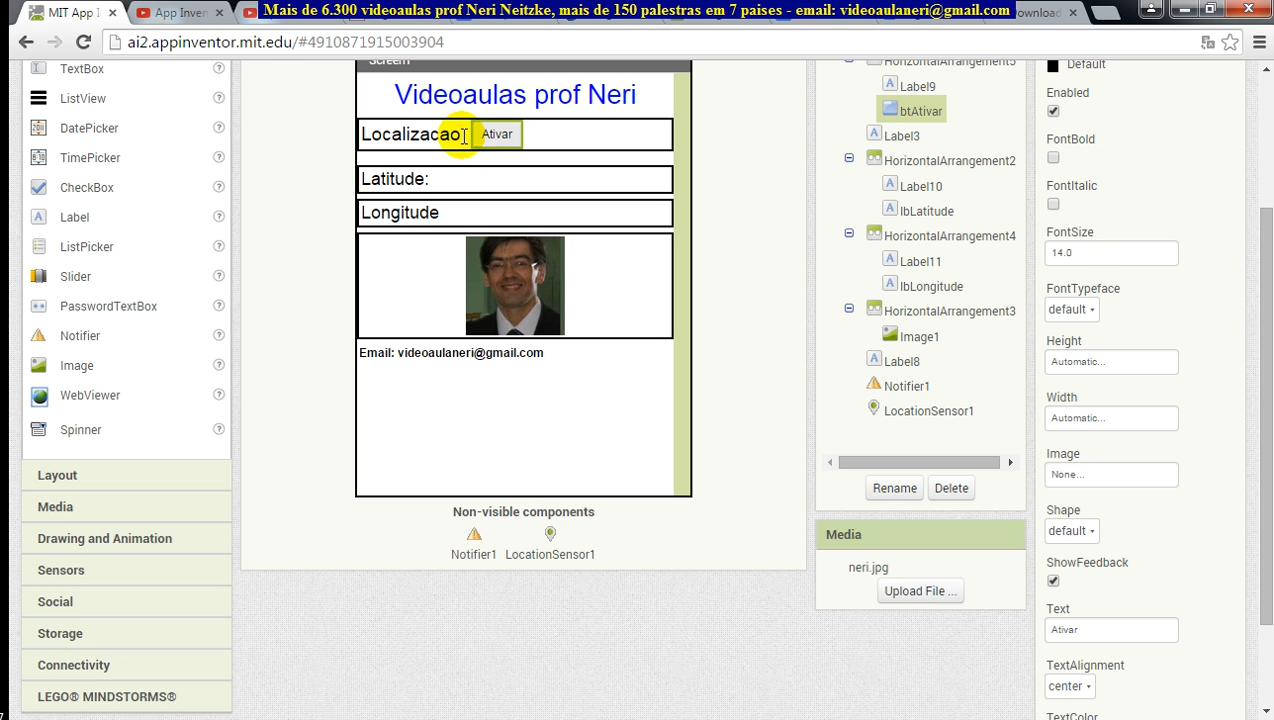 MIT App I
App Inven
ownload
Mais de 6.300 videoaulas prof Neri Neitzke, mais de 150 palestras em 7 paises - email: videoaulaneri@gmail.com
ai2.appinventor.mit.edu/#4910871915003904
TextBox
ListView
DatePicker
TimePicker
CheckBox
Label
ListPicker
Slider
PasswordTextBox
Notifier
Image
WebViewer
Spinner
Layout
Media
Drawing and Animation
Sensors
Social
Storage
Connectivity
LEGO® MINDSTORMS®
Screen1
Videoaulas prof Neri
Localizacao
Ativar
Latitude:
Longitude
Email: videoaulaneri@gmail.com
Non-visible components
Notifier1
LocationSensor1
HorizontalArrangement5
Label9
btAtivar
Label3
HorizontalArrangement2
Label10
lbLatitude
HorizontalArrangement4
Label11
lbLongitude
HorizontalArrangement3
Image1
Label8
Notifier1
LocationSensor1
Rename
Delete
Media
neri.jpg
Upload File ...
Default
Enabled
FontBold
FontItalic
FontSize
14.0
FontTypeface
default
Height
Automatic...
Width
Automatic...
Image
None...
Shape
default
ShowFeedback
Text
Ativar
TextAlignment
center
TextColor